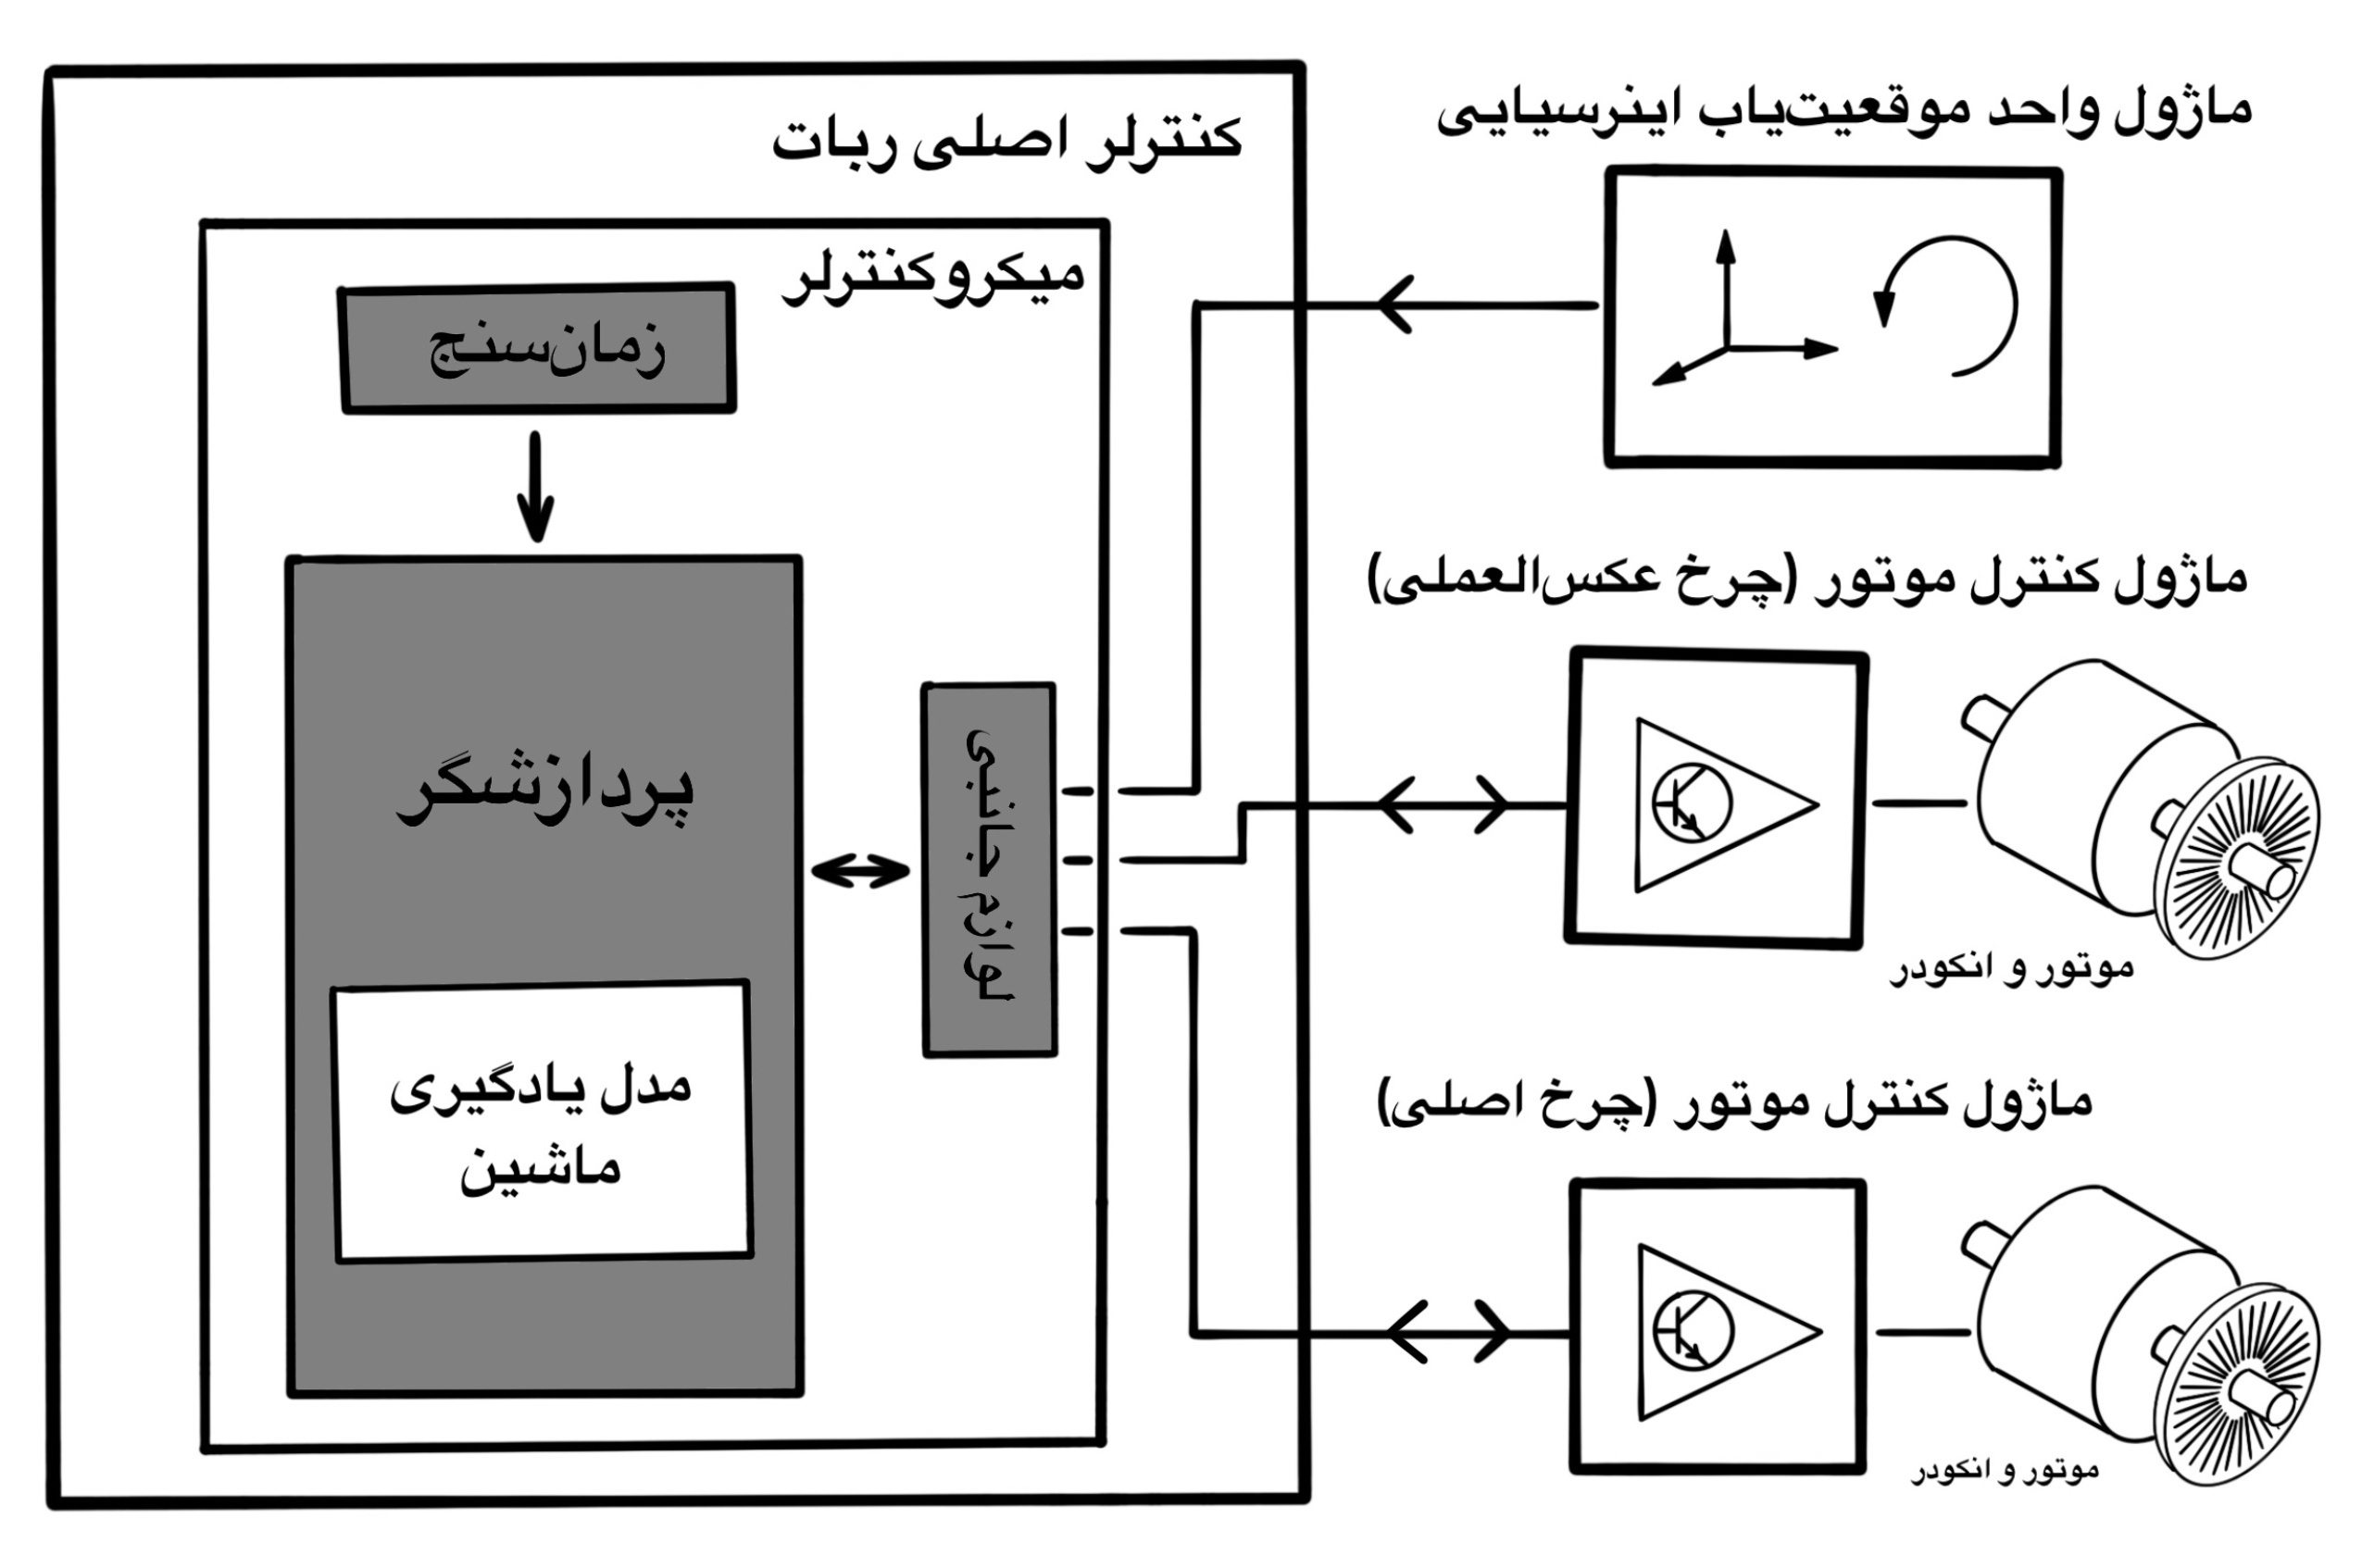 کنترلر اصلی ربات
میکروکنترلر
زمان‌سنج
پردازشگر
مدل یادگیری
ماشین
لوازم جانبی
ماژول واحد موقعیت‌یاب اینرسیایی
ماژول کنترل موتور (چرخ عکس‌العملی)
موتور و انکودر
ماژول کنترل موتور (چرخ اصلی)
موتور و انکودر